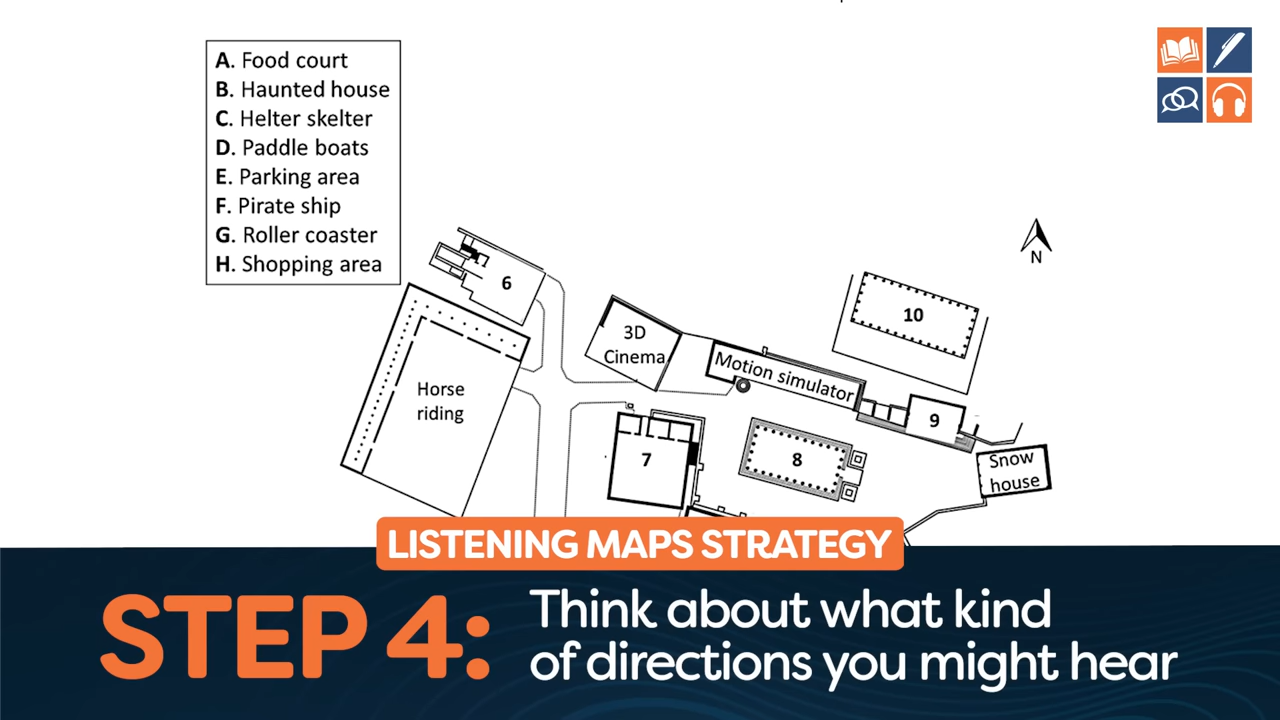 A. Food court
B. Haunted house
C. Helter skelter
D. Paddle boats
E. Parking area
F. Pirate ship
G. Roller coaster
H. Shopping area
N
6
10
3D
Cinema
Motion simulator
Horse
riding
9
7
8
Snow
house
LISTENING MAPS STRATEGY
STEP 4:
Think about what kind
of directions you might hear